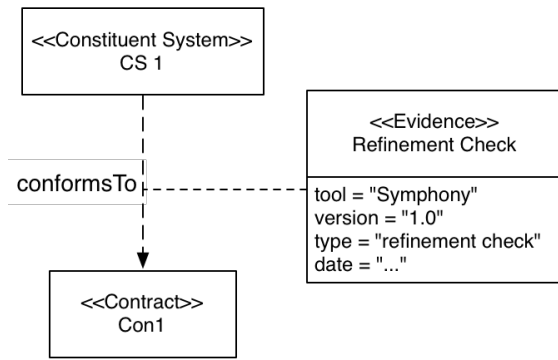 <<Constituent System>>
CS 1
<<Evidence>>
Refinement Check
conformsTo
tool = "Symphony"
version = "1.0"
type = "refinement check"
date = "..."
<<Contract>>
Con1